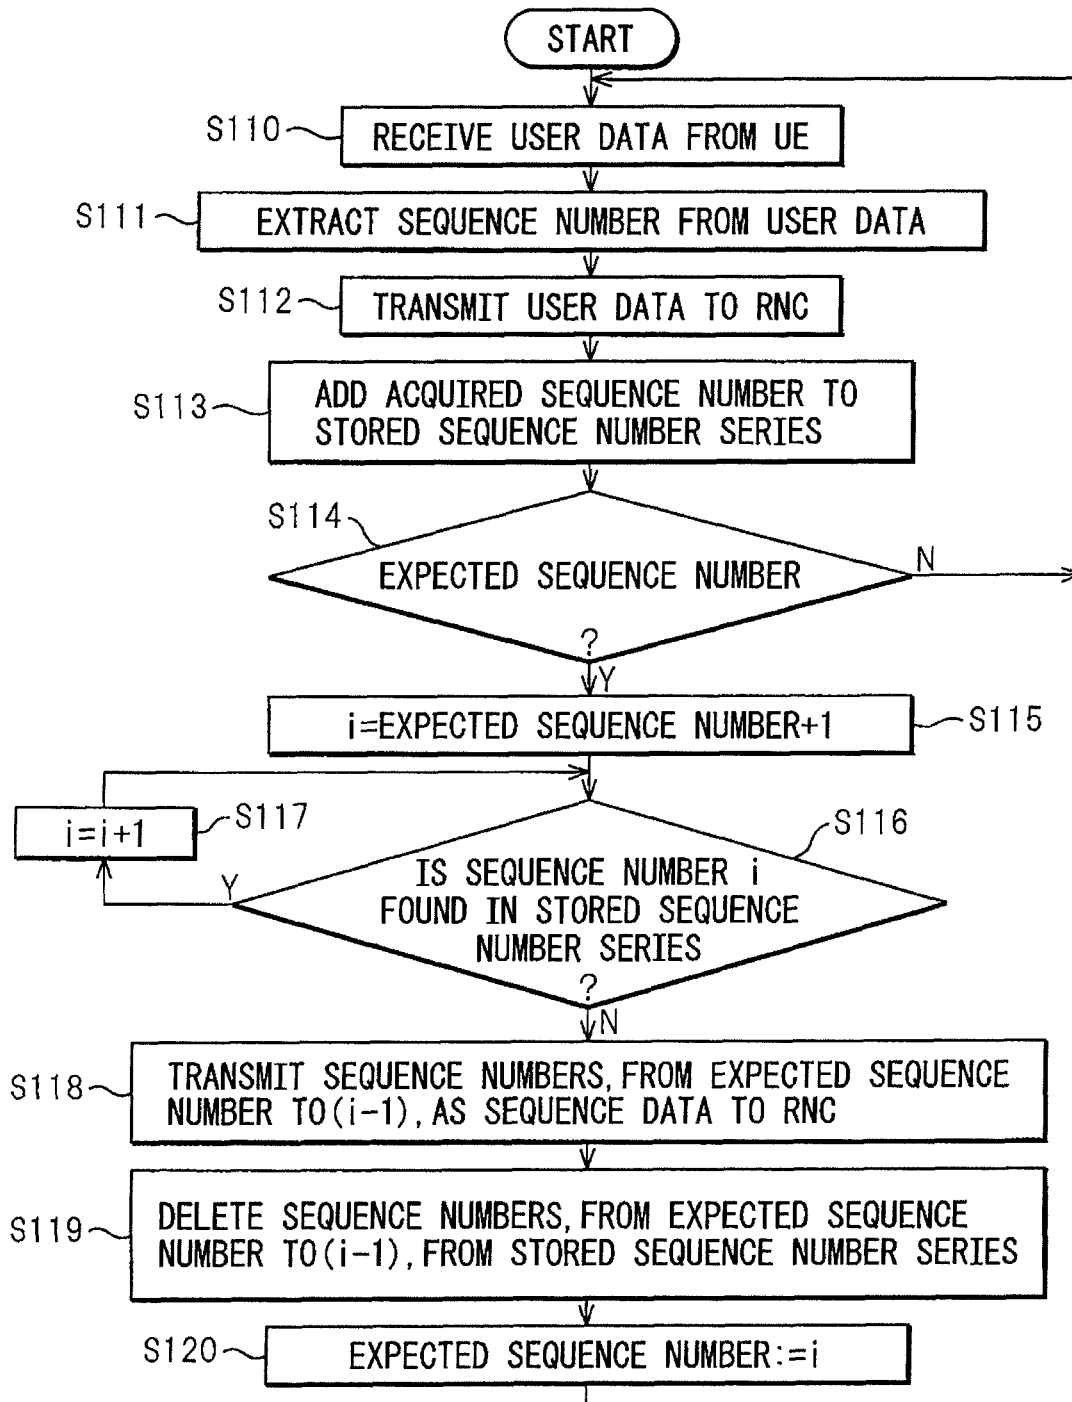 START
S110
RECEIVE USER DATA FROM UE
S111
EXTRACT SEQUENCE NUMBER FROM USER DATA
S112
TRANSMIT USER DATA TO RNC
S113
ADD ACQUIRED SEQUENCE NUMBER TO
STORED SEQUENCE NUMBER SERIES
S114
EXPECTED SEQUENCE NUMBER
?
N
Y
i=EXPECTED SEQUENCE NUMBER+1
S115
i=i+1
S117
S116
IS SEQUENCE NUMBER i
FOUND IN STORED SEQUENCE
NUMBER SERIES
?
Y
N
S118
TRANSMIT SEQUENCE NUMBERS, FROM EXPECTED SEQUENCE
NUMBER TO(i-1), AS SEQUENCE DATA TO RNC
S119
DELETE SEQUENCE NUMBERS, FROM EXPECTED SEQUENCE
NUMBER TO(i-1), FROM STORED SEQUENCE NUMBER SERIES
S120
EXPECTED SEQUENCE NUMBER:=i